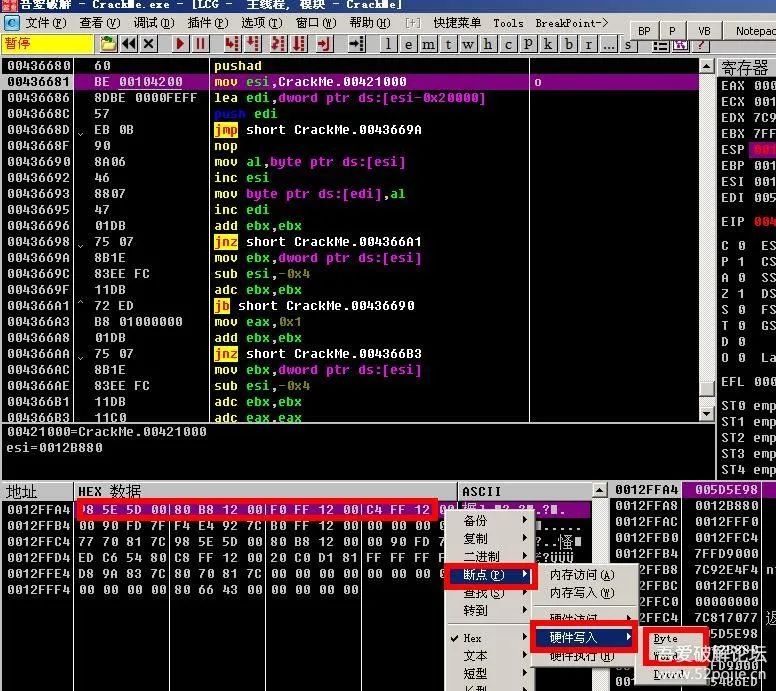 吾爱破解 - CrackMe.exe - [LCG - 主线程, 模块 - CrackMe]
文件(F) 查看(V) 调试(D) 插件(P) 选项(T) 窗口(W) 帮助(H) [+] 快捷菜单 Tools BreakPoint->
BP P VB Notepad
暂停 l e m t w h c p k b r ... s
00436680 60 pushad
00436681 BE 00104200 mov esi,CrackMe.00421000 o
00436686 8DBE 0000FEFF lea edi,dword ptr ds:[esi-0x20000]
0043668C 57 push edi
0043668D EB 0B jmp short CrackMe.0043669A
0043668F 90 nop
00436690 8A06 mov al,byte ptr ds:[esi]
00436692 46 inc esi
00436693 8807 mov byte ptr ds:[edi],al
00436695 47 inc edi
00436696 01DB add ebx,ebx
00436698 75 07 jnz short CrackMe.004366A1
0043669A 8B1E mov ebx,dword ptr ds:[esi]
0043669C 83EE FC sub esi,-0x4
0043669F 11DB adc ebx,ebx
004366A1 72 ED jb short CrackMe.00436690
004366A3 B8 01000000 mov eax,0x1
004366A8 01DB add ebx,ebx
004366AA 75 07 jnz short CrackMe.004366B3
004366AC 8B1E mov ebx,dword ptr ds:[esi]
004366AE 83EE FC sub esi,-0x4
004366B1 11DB adc ebx,ebx
004366B3 11C0 adc eax,eax
寄存器
EAX 000
ECX 001
EDX 7C9
EBX 7FF
ESP 001
EBP 001
ESI 001
EDI 005
EIP 004
C 0 ES
P 1 CS
A 0 SS
Z 1 DS
S 0 FS
T 0 GS
D 0
O 0 La
EFL 000
ST0 emp
ST1 emp
ST2 emp
ST3 emp
ST4 emp
00421000=CrackMe.00421000
esi=0012B880
地址 HEX 数据 ASCII
0012FFA4 98 5E 5D 00 80 B8 12 00 F0 FF 12 00 C4 FF 12 00
0012FFB4 00 90 FD 7F F4 E4 92 7C B0 FF 12 00 00 00 00
0012FFC4 77 70 81 7C 98 5E 5D 00 80 B8 12 00 00 90 FD
0012FFD4 ED C6 54 80 C8 FF 12 00 20 C0 D1 81 FF FF FF
0012FFE4 D8 9A 83 7C 80 70 81 7C 00 00 00 00 00 00 00
0012FFF4 00 00 00 00 80 66 43 00 00 00 00 00
0012FFA4 005D5E98
0012FFA8 0012B880
0012FFAC 0012FFF0
0012FFB0 0012FFC4
0012FFB4 7FFD9000
0012FFB8 7C92E4F4
0012FFBC 0012FFB0
0012FFC0 00000000
0012FFC4 7C817077
005D5E98
备份
复制
二进制
断点(P)
查找(S)
转到
Hex
文本
短型
长型
内存访问(A)
内存写入(W)
硬件访问
硬件写入
硬件执行(H)
Byte
Word
Dword
吾爱破解论坛
www.52pojie.cn